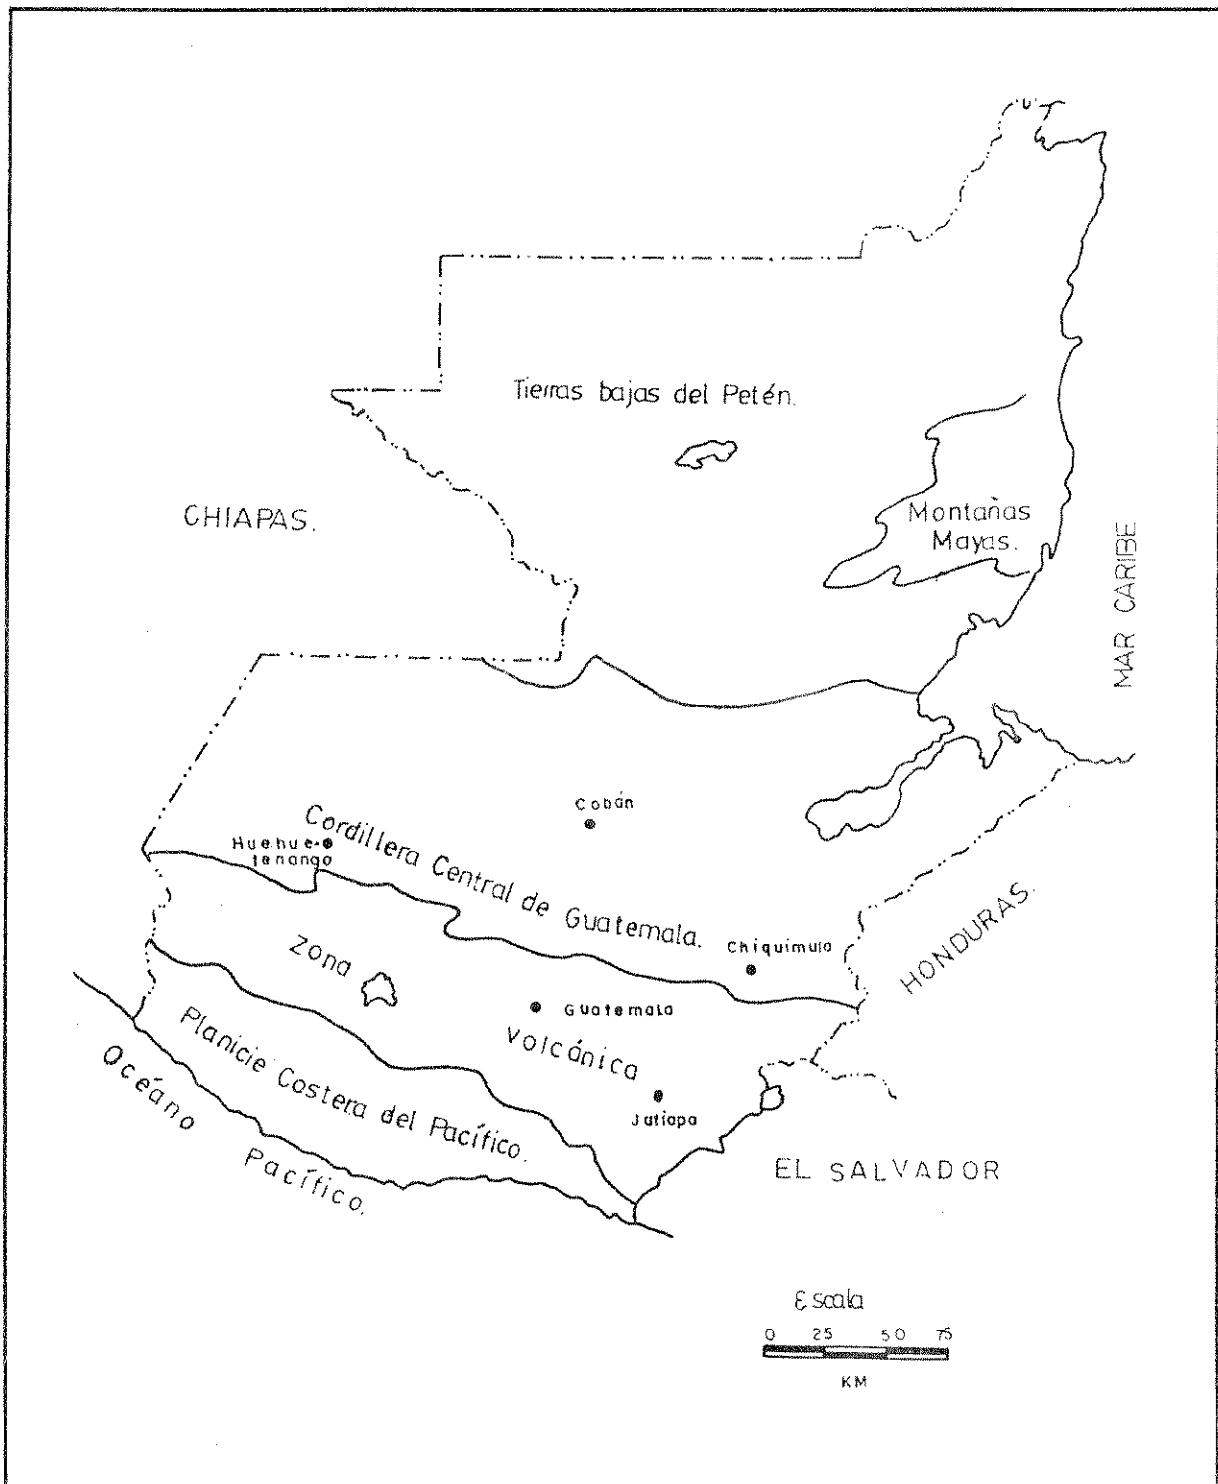 Tierras bajas del Petén.
CHIAPAS.
Montañas
Mayas.
MAR CARIBE
Cobán
Huehue-
tenango
Cordillera Central de Guatemala.
Chiquimula
HONDURAS.
Zona
Volcánica
Guatemala
Planicie Costera del Pacífico.
Jutiapa
Océano
Pacífico.
EL SALVADOR
Escala
0 25 50 75
KM